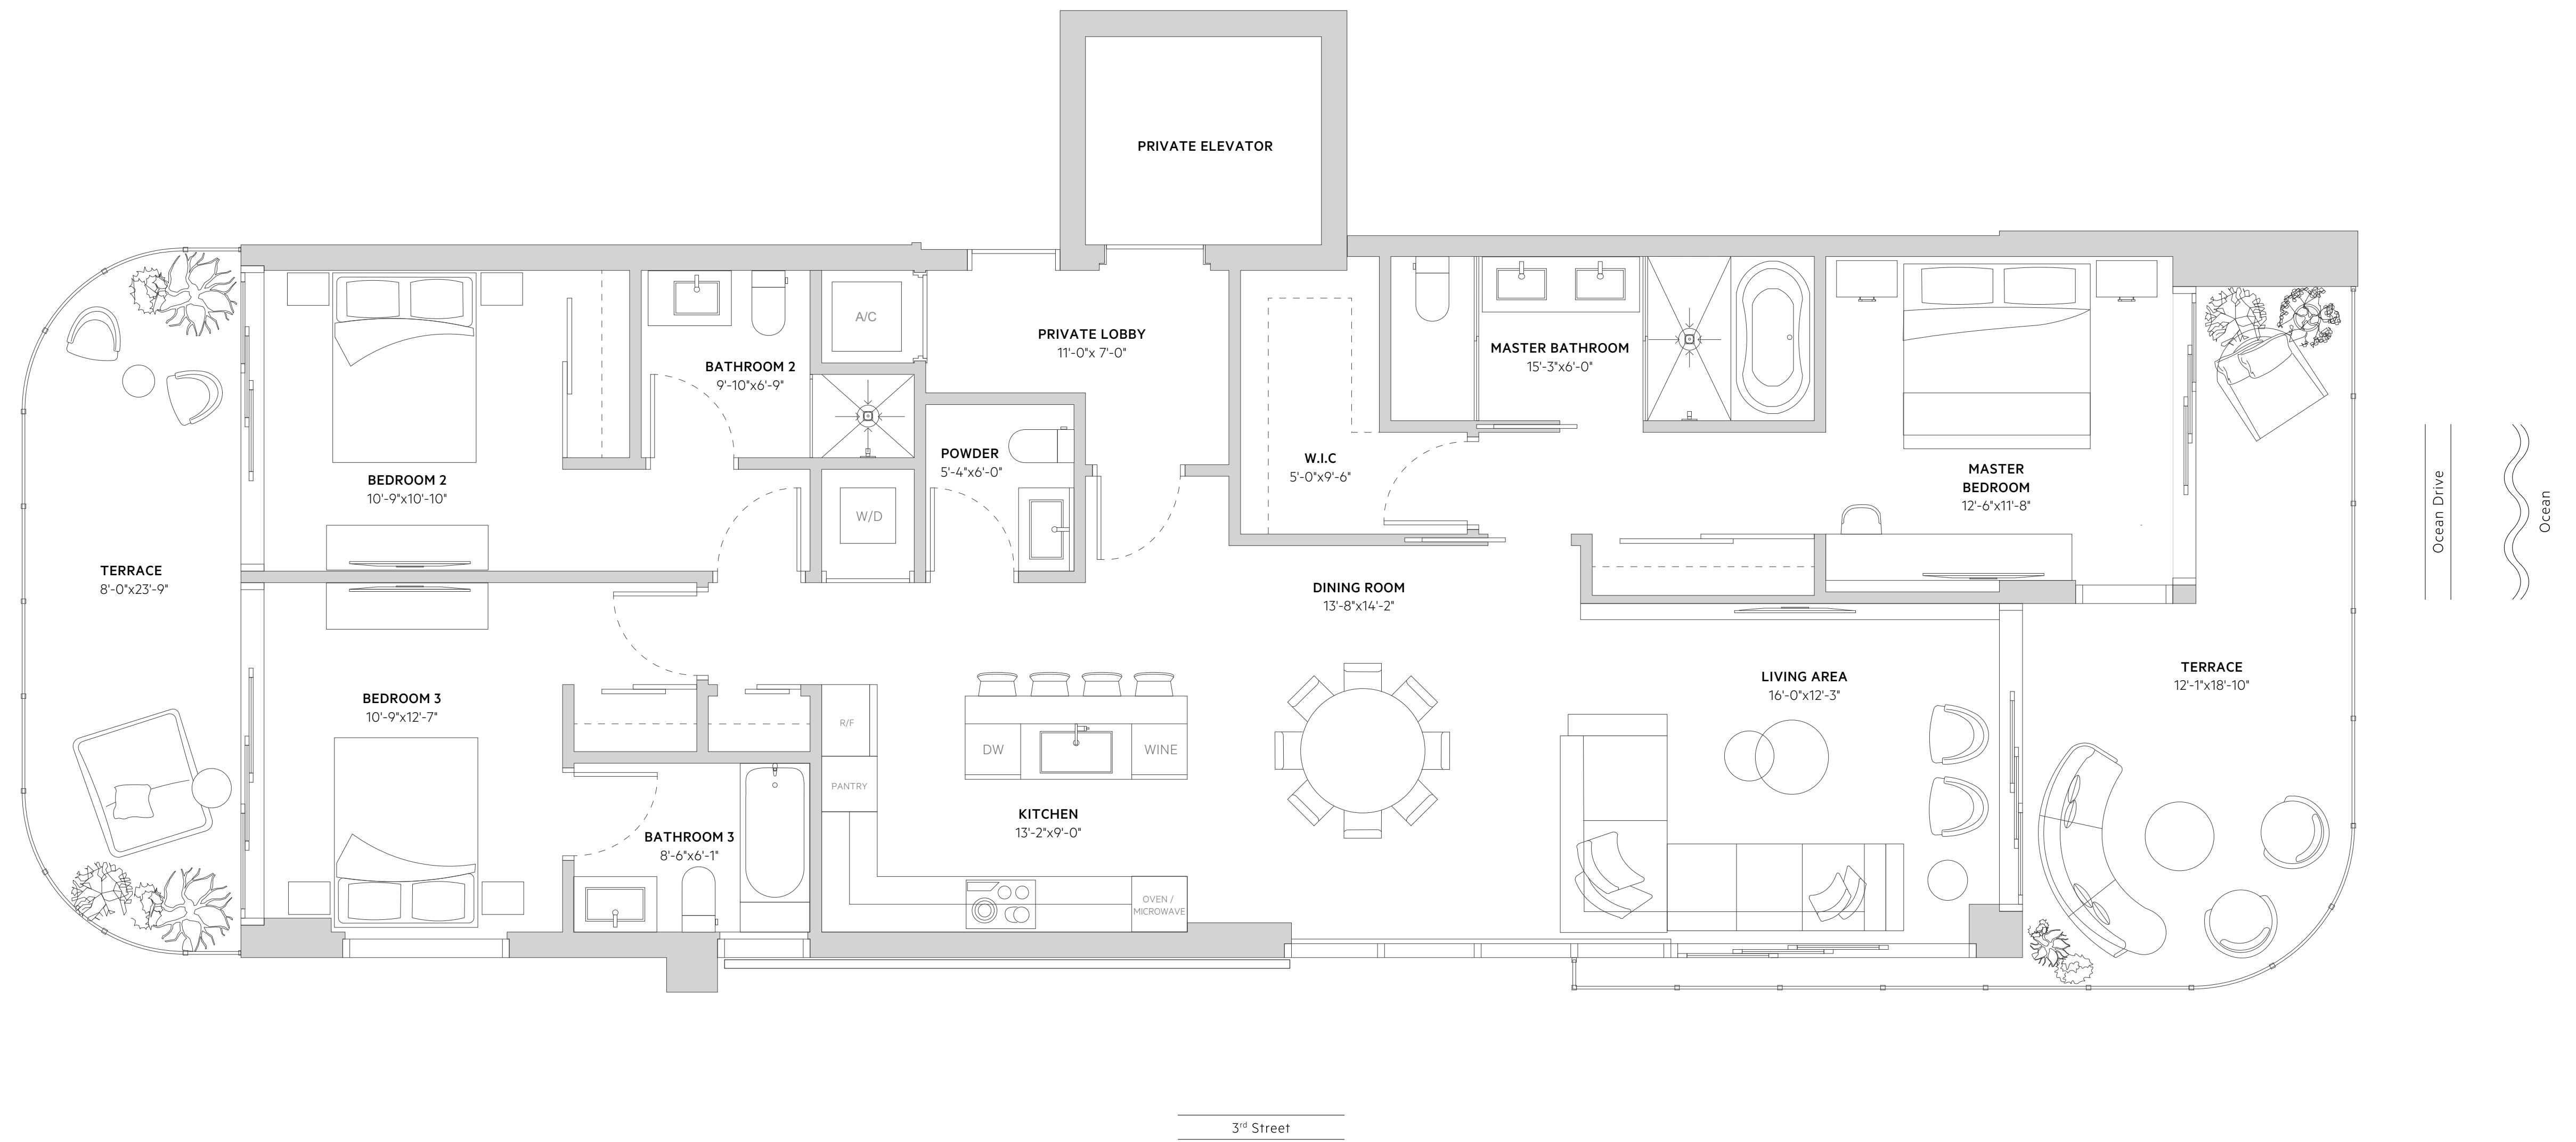 PRIVATE ELEVATOR
PRIVATE LOBBY
11'-0"x 7'-0"
A/C
BATHROOM 2
9'-10"x6'-9"
MASTER BATHROOM
15'-3"x6'-0"
POWDER
5'-4"x6'-0"
W.I.C
5'-0"x9'-6"
MASTER
BEDROOM
12'-6"x11'-8"
BEDROOM 2
10'-9"x10'-10"
W/D
Ocean Drive
Ocean
TERRACE
8'-0"x23'-9"
DINING ROOM
13'-8"x14'-2"
TERRACE
12'-1"x18'-10"
LIVING AREA
16'-0"x12'-3"
BEDROOM 3
10'-9"x12'-7"
R/F
DW
WINE
PANTRY
KITCHEN
13'-2"x9'-0"
BATHROOM 3
8'-6"x6'-1"
OVEN /
MICROWAVE
3rd Street